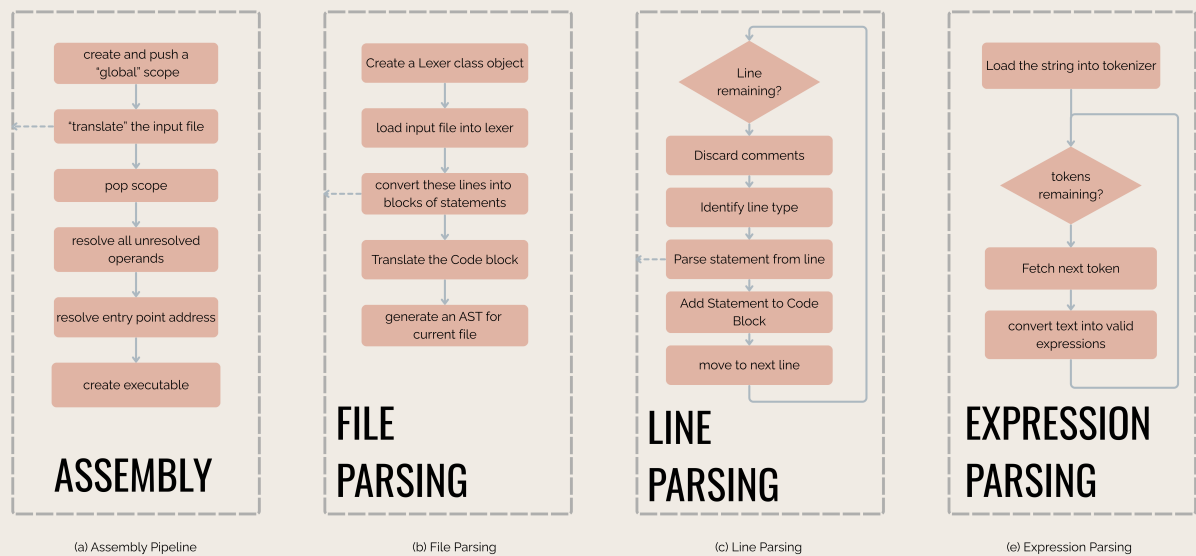 create and push a
“global” scope
“translate” the input file
pop scope
resolve all unresolved
operands
resolve entry point address
create executable
ASSEMBLY
(a) Assembly Pipeline
Create a Lexer class object
load input file into lexer
convert these lines into
blocks of statements
Translate the Code block
generate an AST for
current file
FILE
PARSING
(b) File Parsing
Line
remaining?
Discard comments
Identify line type
Parse statement from line
Add Statement to Code
Block
move to next line
LINE
PARSING
(c) Line Parsing
Load the string into tokenizer
tokens
remaining?
Fetch next token
convert text into valid
expressions
EXPRESSION
PARSING
(e) Expression Parsing